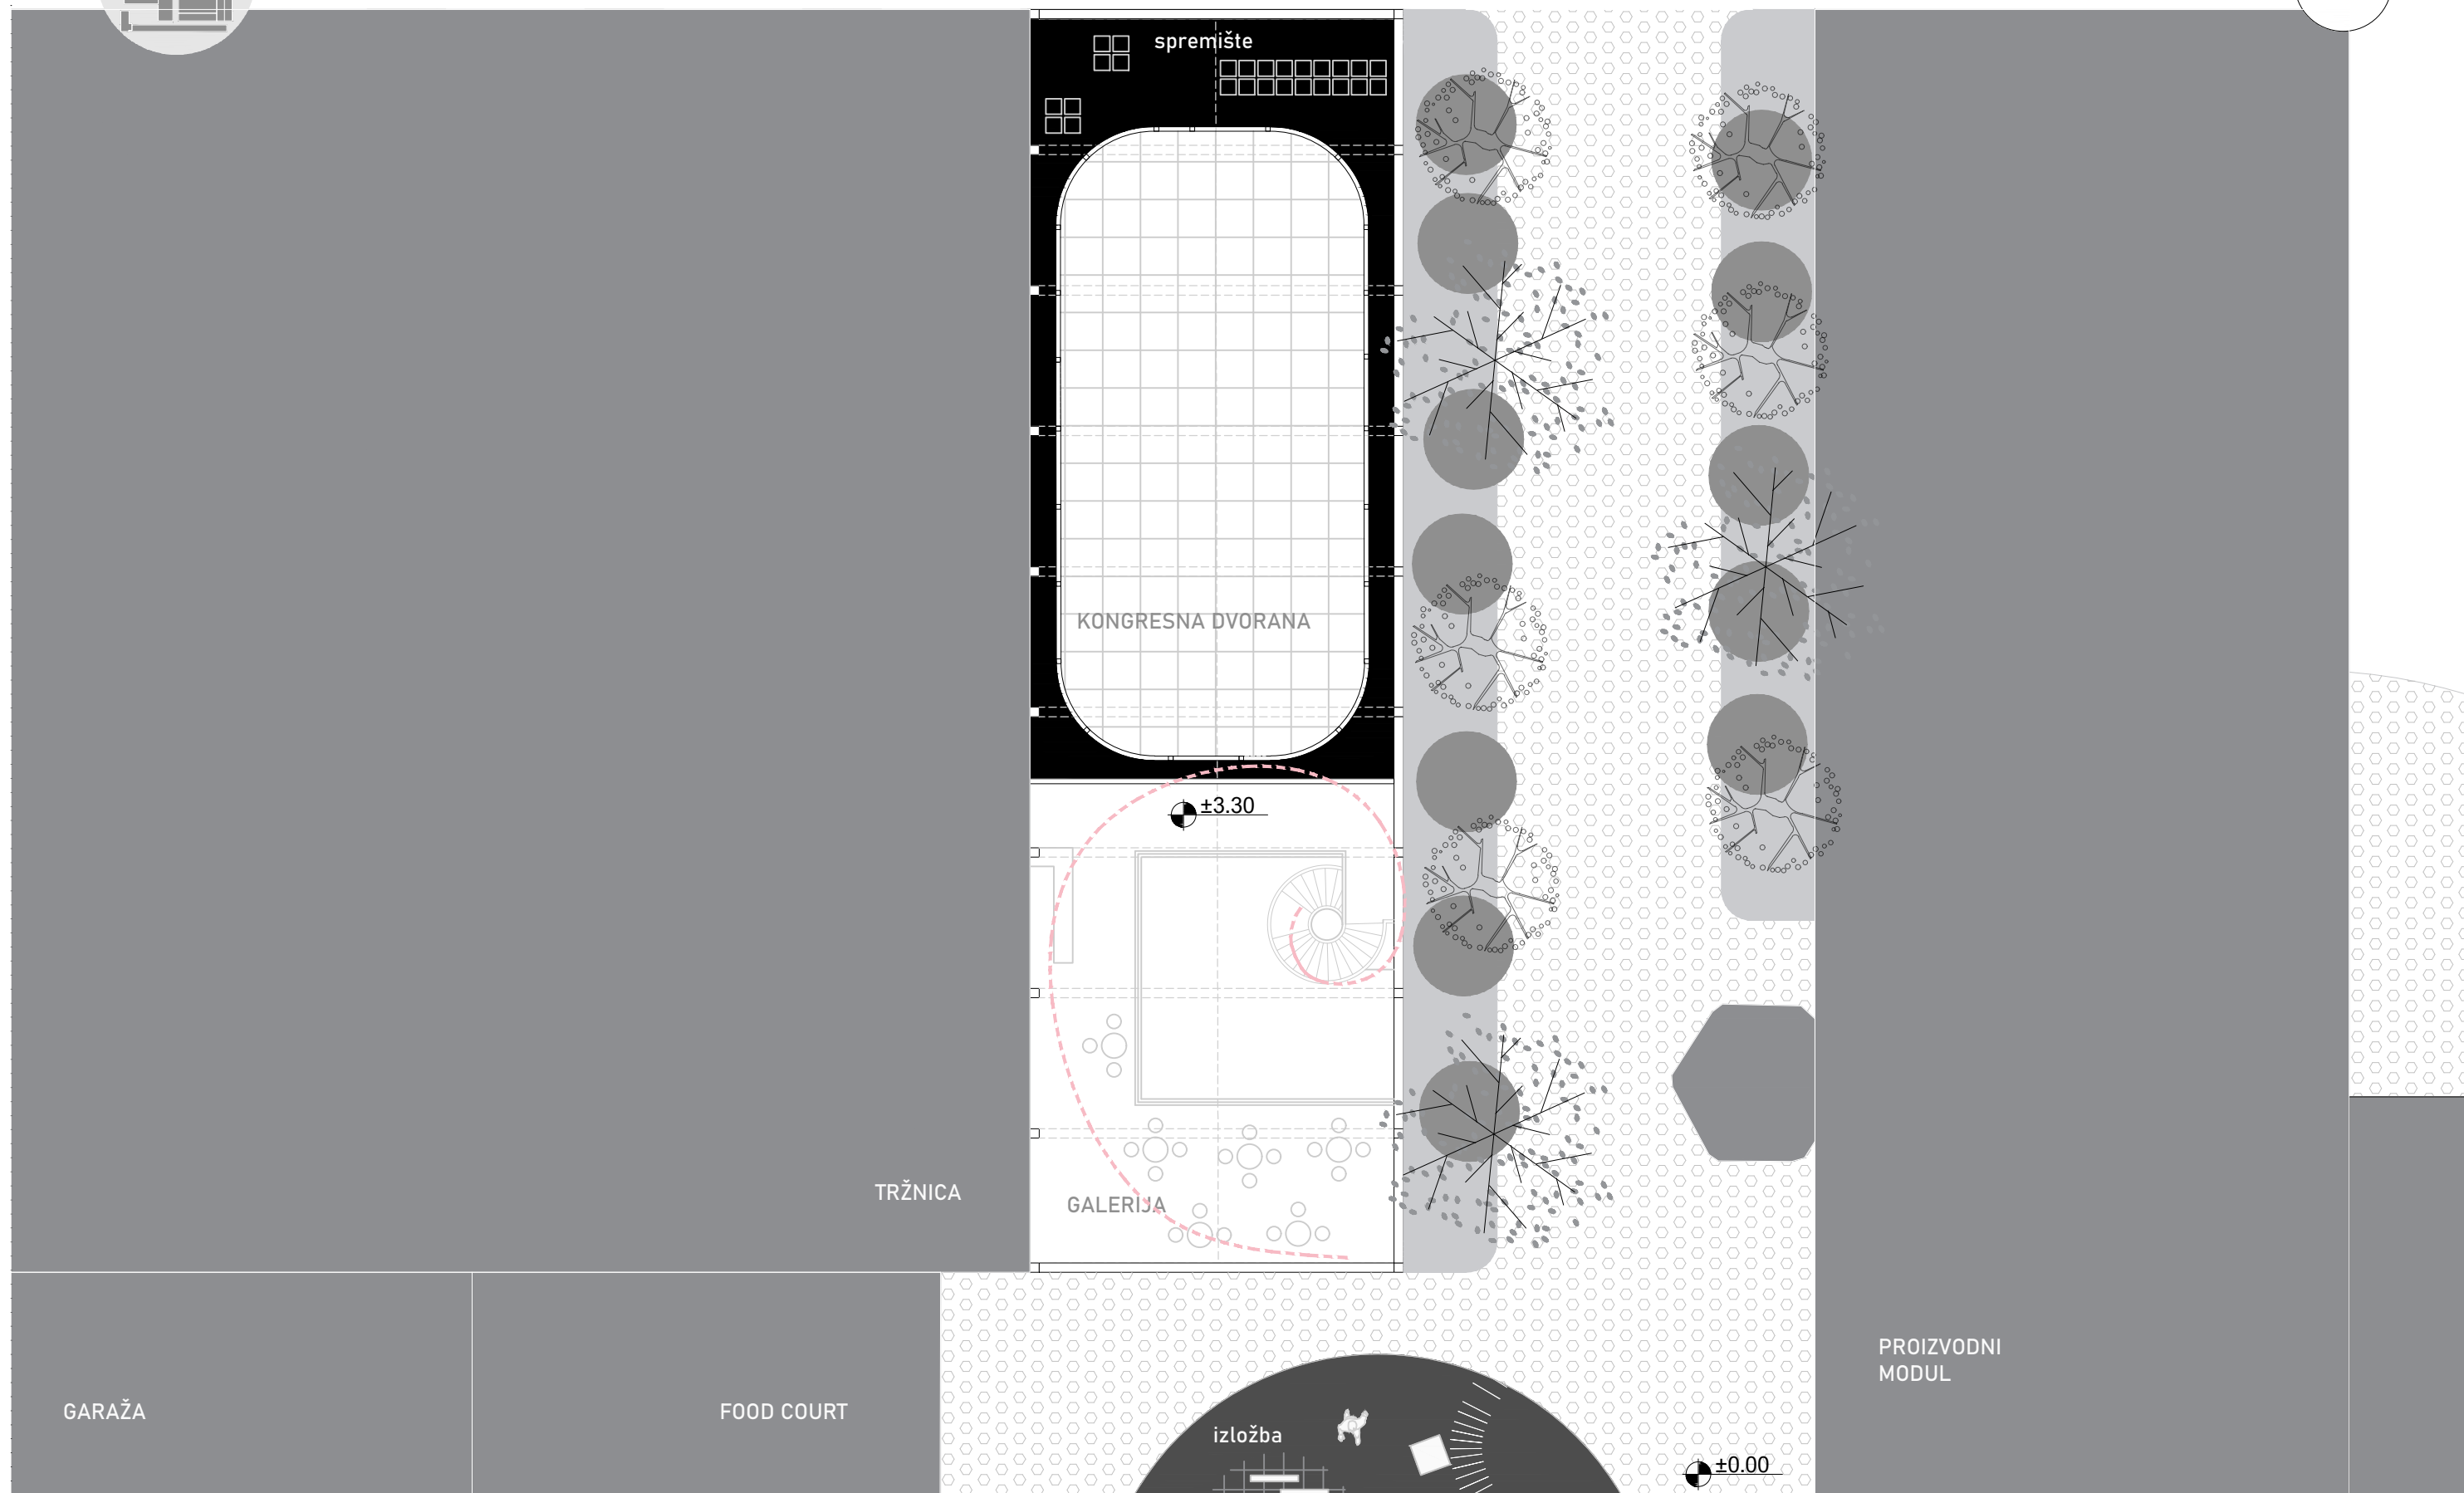 spremište
KONGRESNA DVORANA
±3.30
TRŽNICA
GALERIJA
PROIZVODNI
MODUL
GARAŽA
FOOD COURT
izložba
±0.00